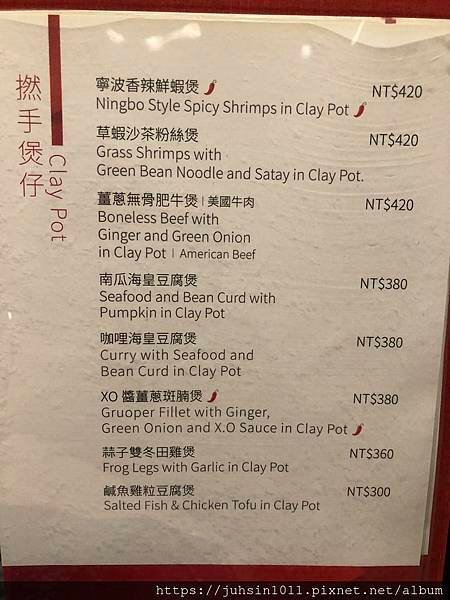 撚手煲仔
Clay Pot
寧波香辣鮮蝦煲 NT$420
Ningbo Style Spicy Shrimps in Clay Pot
草蝦沙茶粉絲煲 NT$420
Grass Shrimps with
Green Bean Noodle and Satay in Clay Pot.
薑蔥無骨肥牛煲 | 美國牛肉 NT$420
Boneless Beef with
Ginger and Green Onion
in Clay Pot | American Beef
南瓜海皇豆腐煲 NT$380
Seafood and Bean Curd with
Pumpkin in Clay Pot
咖哩海皇豆腐煲 NT$380
Curry with Seafood and
Bean Curd in Clay Pot
XO 醬薑蔥斑腩煲 NT$380
Gruoper Fillet with Ginger,
Green Onion and X.O Sauce in Clay Pot
蒜子雙冬田雞煲 NT$360
Frog Legs with Garlic in Clay Pot
鹹魚雞粒豆腐煲 NT$300
Salted Fish & Chicken Tofu in Clay Pot
https://juhsin1011.pixnet.net/album